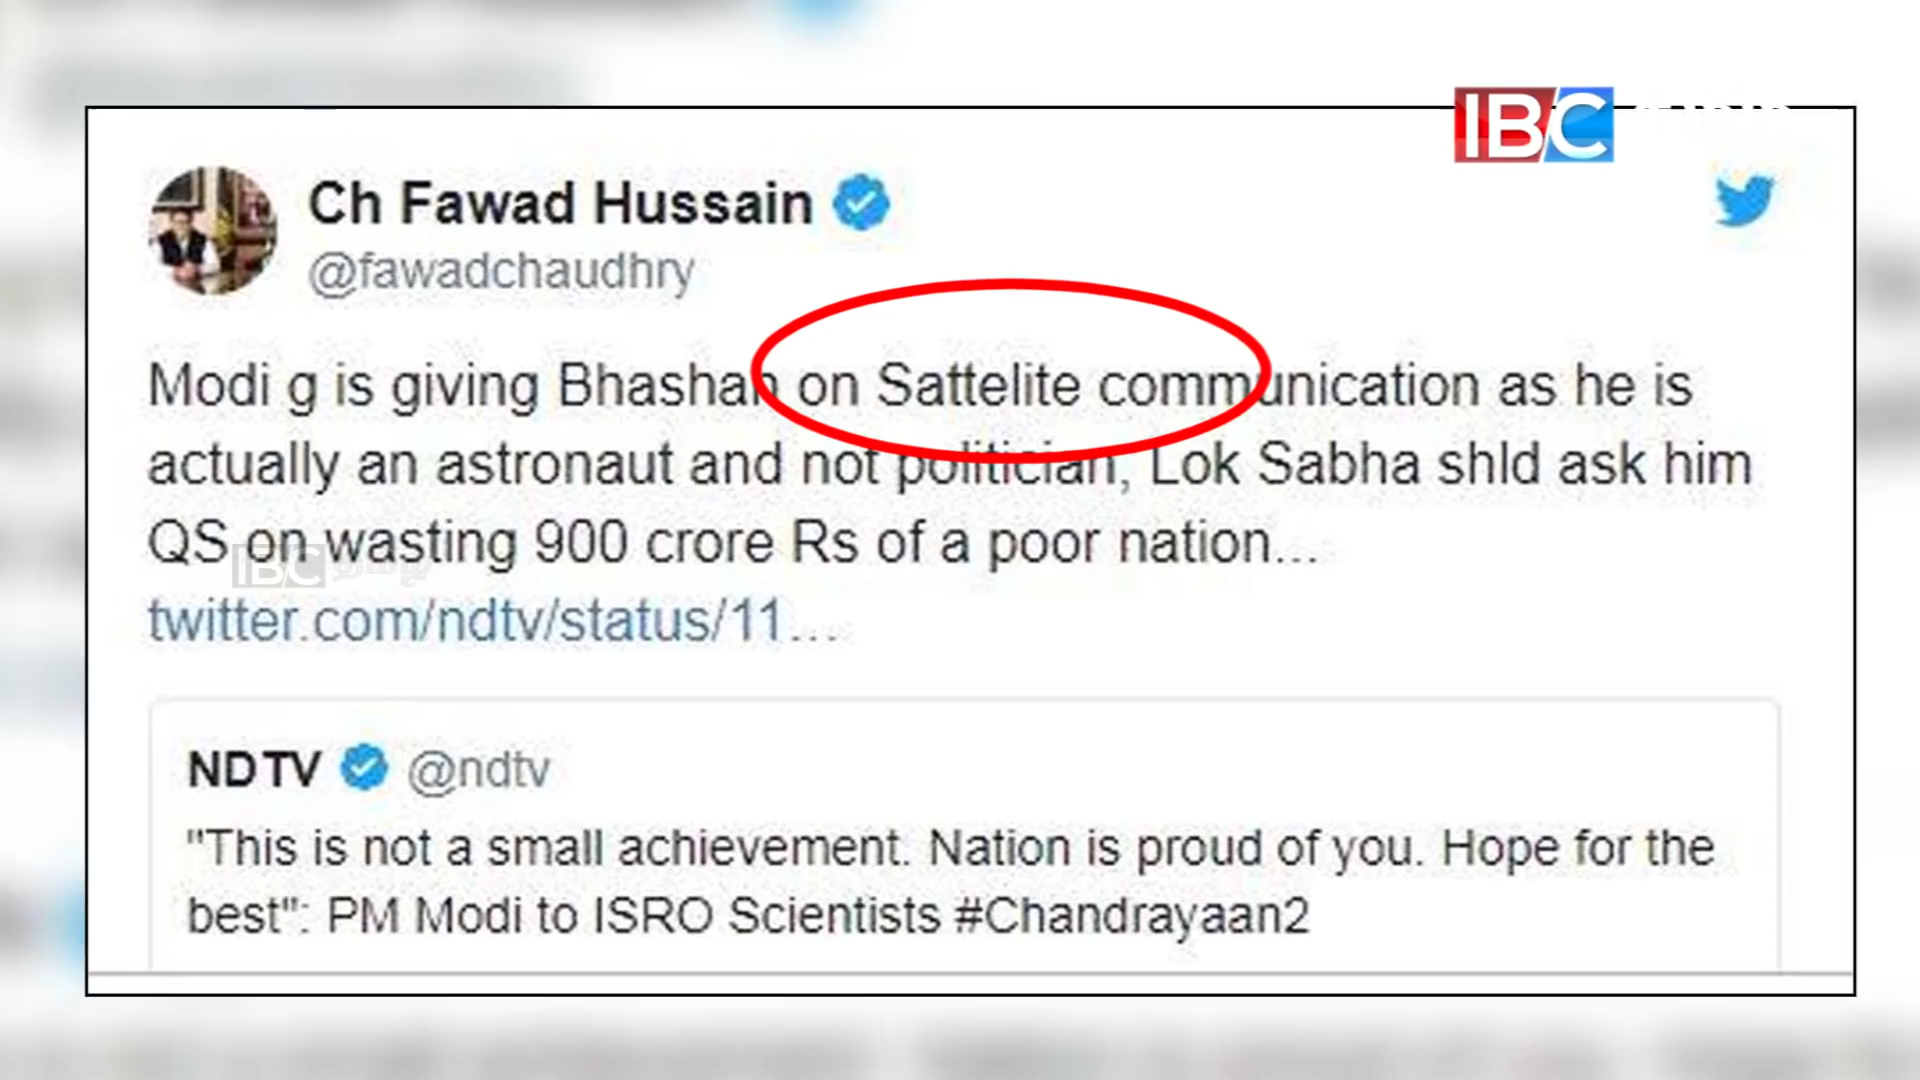 IBC
Ch Fawad Hussain
@fawadchaudhry
Modi g is giving Bhashan on Sattelite communication as he is
actually an astronaut and not politician, Lok Sabha shld ask him
QS on wasting 900 crore Rs of a poor nation...
IBC தமிழ்
twitter.com/ndtv/status/11...
NDTV @ndtv
"This is not a small achievement. Nation is proud of you. Hope for the
best": PM Modi to ISRO Scientists #Chandrayaan2